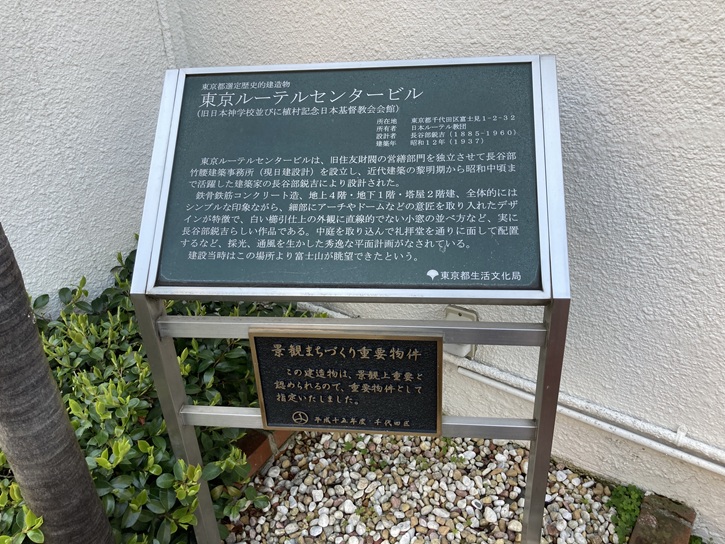 東京都選定歴史的建造物
東京ルーテルセンタービル
(旧日本神学校並びに植村記念日本基督教会会館)
所在地 東京都千代田区富士見1-2-32
所有者 日本ルーテル教団
設計者 長谷部鋭吉(1885-1960)
建築年 昭和12年(1937)
東京ルーテルセンタービルは、旧住友財閥の営繕部門を独立させて長谷部
竹腰建築事務所(現日建設計)を設立し、近代建築の黎明期から昭和中頃ま
で活躍した建築家の長谷部鋭吉により設計された。
鉄骨鉄筋コンクリート造、地上4階・地下1階・塔屋2階建、全体的には
シンプルな印象ながら、細部にアーチやドームなどの意匠を取り入れたデザ
インが特徴で、白い櫛引仕上の外観に直線的でない小窓の並べ方など、実に
長谷部鋭吉らしい作品である。中庭を取り込んで礼拝堂を通りに面して配置
するなど、採光、通風を生かした秀逸な平面計画がなされている。
建設当時はこの場所より富士山が眺望できたという。
東京都生活文化局
景観まちづくり重要物件
この建造物は、景観上重要と
認められるので、重要物件として
指定いたしました。
平成十五年度 千代田区